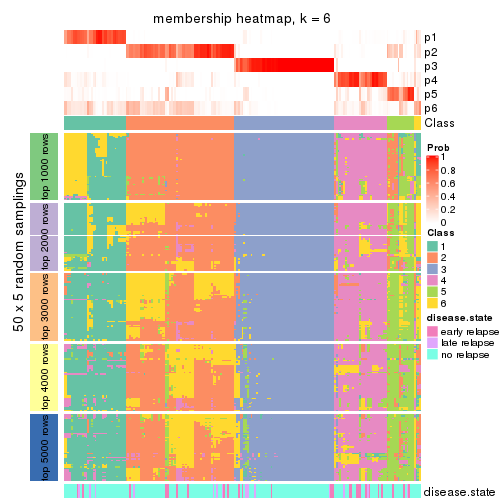 membership heatmap, k = 6
p1
p2
p3
p4
p5
p6
Class
50 x 5 random samplings
top 1000 rows
top 2000 rows
top 3000 rows
top 4000 rows
top 5000 rows
disease.state
Prob
1
0.8
0.6
0.4
0.2
0
Class
1
2
3
4
5
6
disease.state
early relapse
late relapse
no relapse